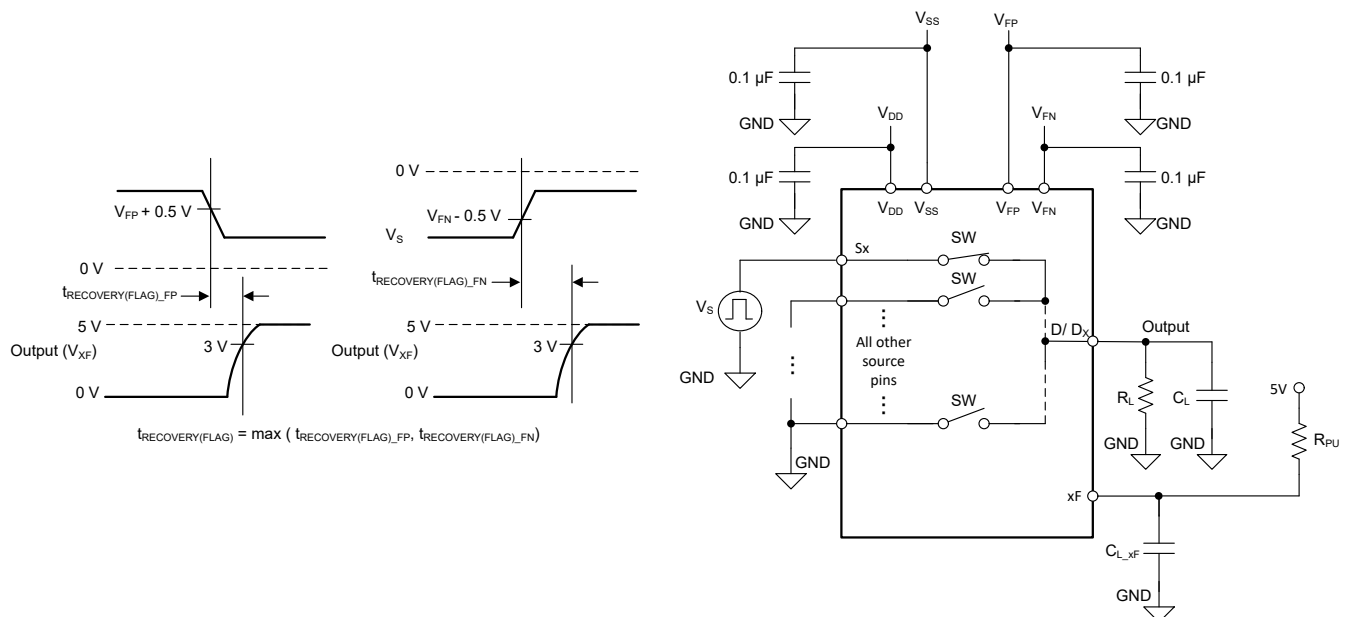 0 V
V_FP + 0.5 V
0 V
t_RECOVERY(FLAG)_FP
5 V
Output (V_XF)
3 V
0 V
0 V
V_FN - 0.5 V
V_S
t_RECOVERY(FLAG)_FN
5 V
Output (V_XF)
3 V
0 V
t_RECOVERY(FLAG) = max ( t_RECOVERY(FLAG)_FP, t_RECOVERY(FLAG)_FN)
V_SS
V_FP
0.1 µF
GND
0.1 µF
GND
V_DD
V_FN
0.1 µF
GND
0.1 µF
GND
V_DD
V_SS
V_FP
V_FN
Sx
SW
SW
V_S
GND
⋮
⋮
All other
source
pins
⋮
SW
GND
D/ D_X
Output
R_L
GND
C_L
GND
5V
R_PU
xF
C_L_xF
GND